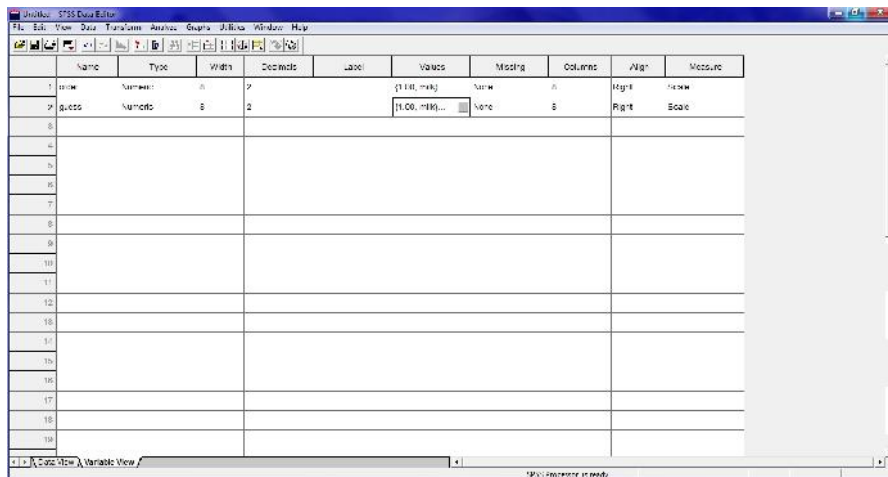 Untitled - SPSS Data Editor
File Edit View Data Transform Analyze Graphs Utilities Window Help
Name Type Width Decimals Label Values Missing Columns Align Measure
1 order Numeric 8 2 {1.00, milk} None 8 Right Scale
2 guess Numeric 8 2 {1.00, milk}... None 8 Right Scale
3
4
5
6
7
8
9
10
11
12
13
14
15
16
17
18
19
Data View Variable View
SPSS Processor is ready